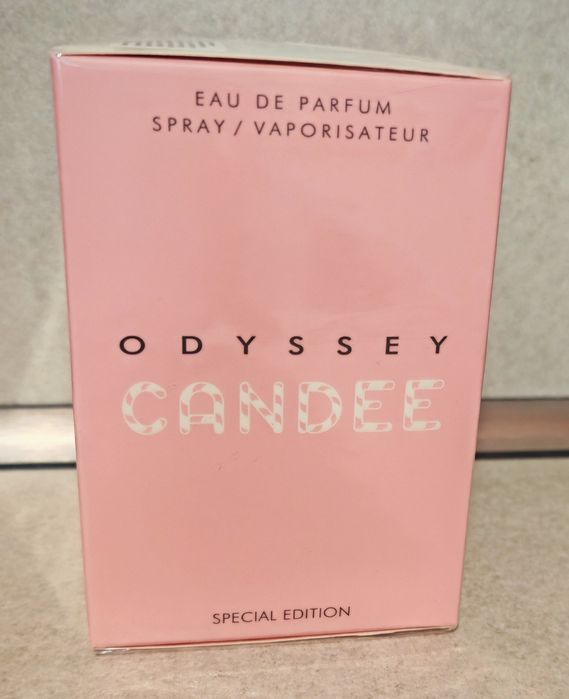 EAU DE PARFUM
SPRAY / VAPORISATEUR
ODYSSEY
CANDEE
SPECIAL EDITION